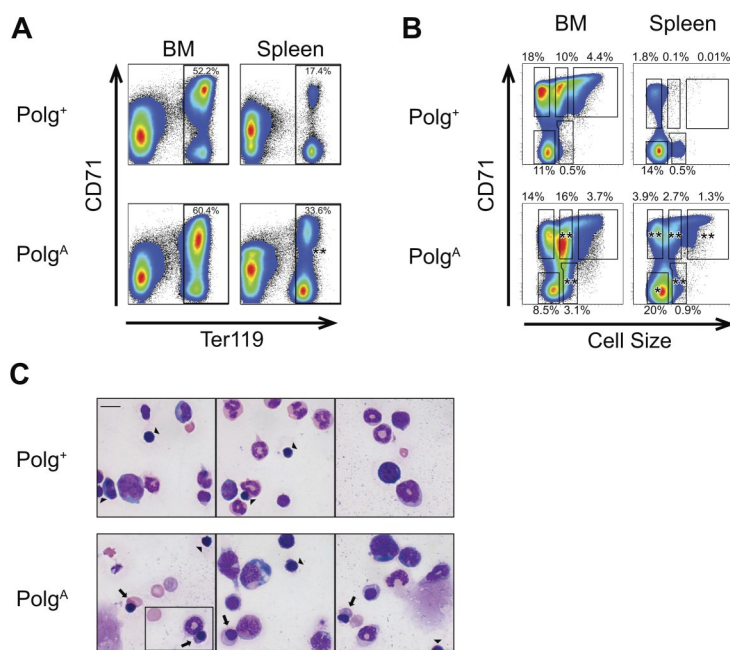 A
BM
Spleen
52.2%
17.4%
Polg+
CD71
60.4%
33.6%
**
PolgA
Ter119
B
BM
Spleen
18% 10% 4.4%
1.8% 0.1% 0.01%
Polg+
CD71
11% 0.5%
14% 0.5%
14% 16% 3.7%
3.9% 2.7% 1.3%
** ** ** **
PolgA
** * **
8.5% 3.1%
20% 0.9%
Cell Size
C
Polg+
PolgA